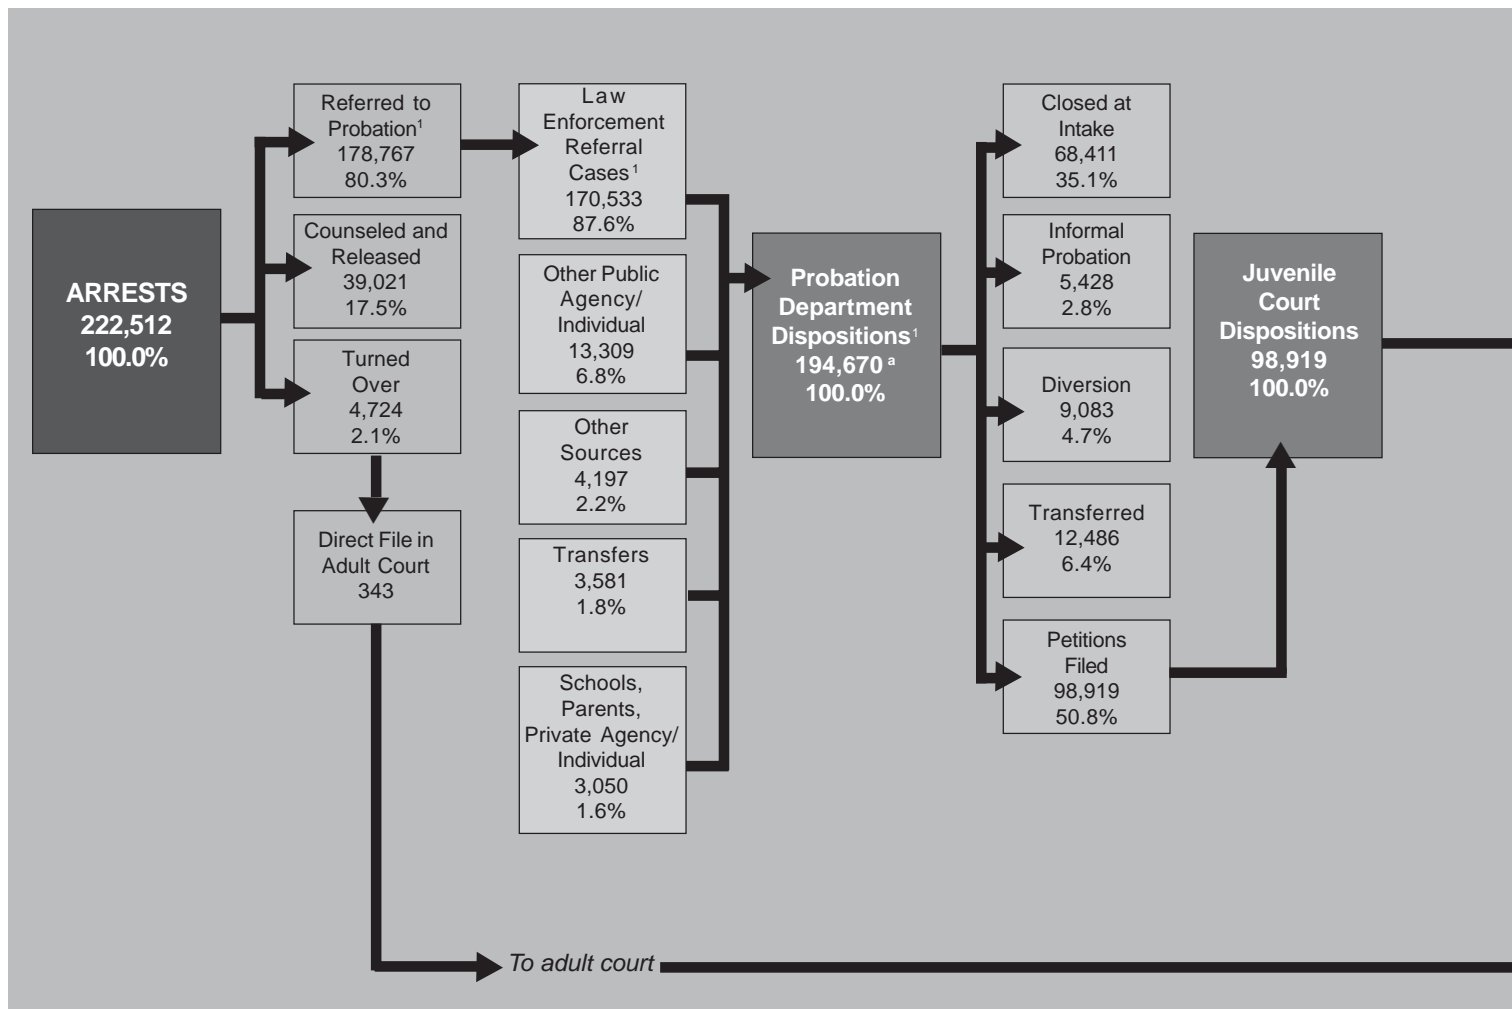 ARRESTS
222,512
100.0%
Referred to
Probation¹
178,767
80.3%
Counseled and
Released
39,021
17.5%
Turned
Over
4,724
2.1%
Direct File in
Adult Court
343
Law
Enforcement
Referral
Cases¹
170,533
87.6%
Other Public
Agency/
Individual
13,309
6.8%
Other
Sources
4,197
2.2%
Transfers
3,581
1.8%
Schools,
Parents,
Private Agency/
Individual
3,050
1.6%
Probation
Department
Dispositions¹
194,670 ᵃ
100.0%
Closed at
Intake
68,411
35.1%
Informal
Probation
5,428
2.8%
Diversion
9,083
4.7%
Transferred
12,486
6.4%
Petitions
Filed
98,919
50.8%
Juvenile
Court
Dispositions
98,919
100.0%
To adult court